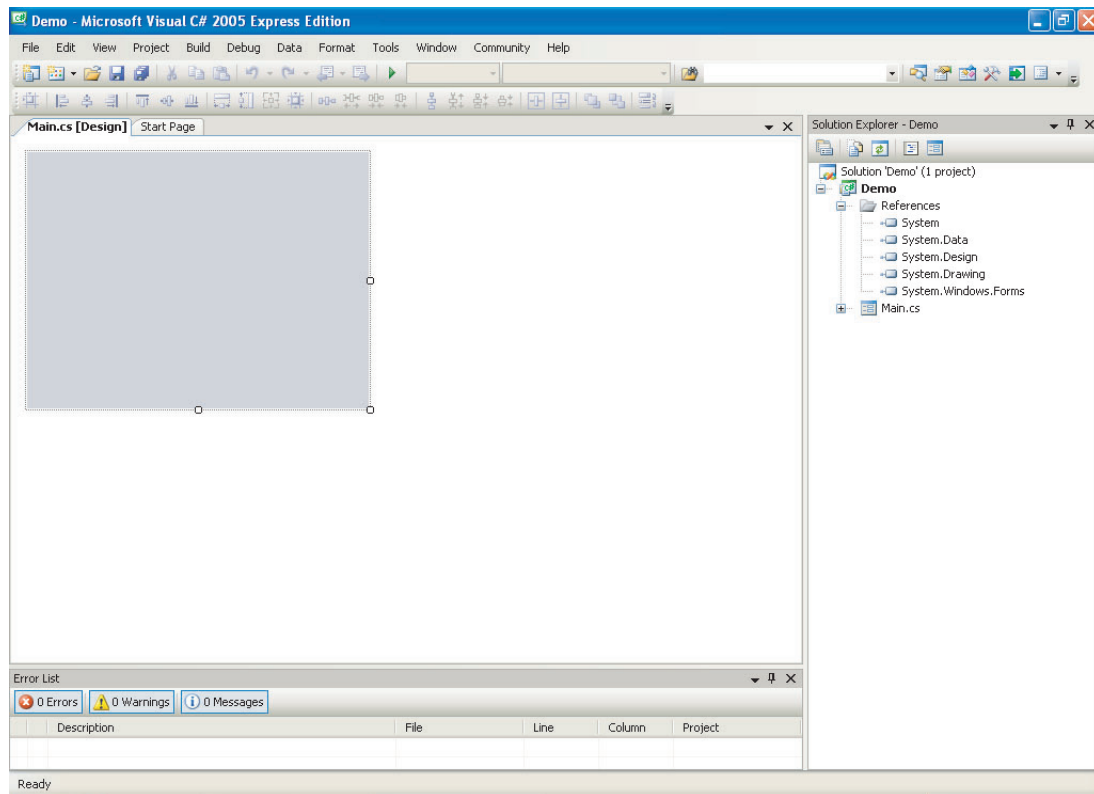 Demo - Microsoft Visual C# 2005 Express Edition
File Edit View Project Build Debug Data Format Tools Window Community Help
Main.cs [Design] Start Page
Solution Explorer - Demo
Solution 'Demo' (1 project)
Demo
References
System
System.Data
System.Design
System.Drawing
System.Windows.Forms
Main.cs
Error List
0 Errors 0 Warnings 0 Messages
Description File Line Column Project
Ready